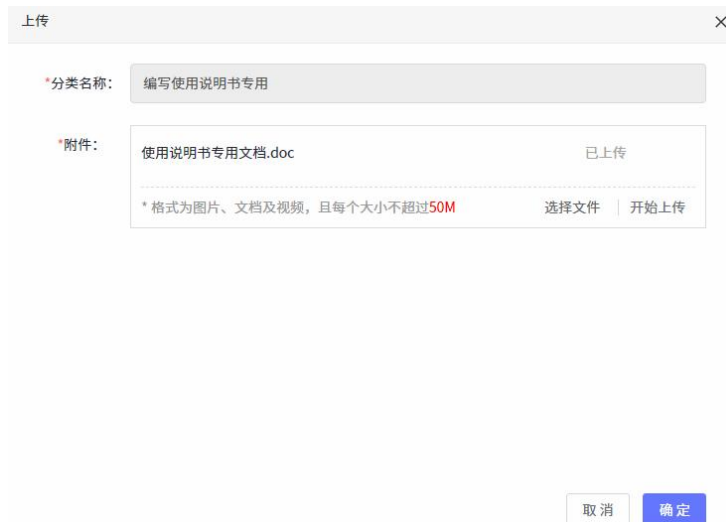 上传
*分类名称： 编写使用说明书专用
*附件： 使用说明书专用文档.doc 已上传
* 格式为图片、文档及视频，且每个大小不超过50M 选择文件 开始上传
取消 确定